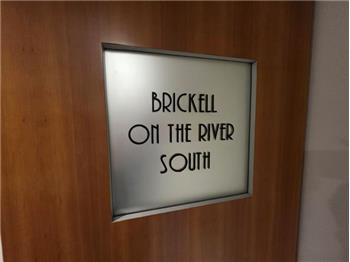 BRICKELL
ON THE RIVER
SOUTH